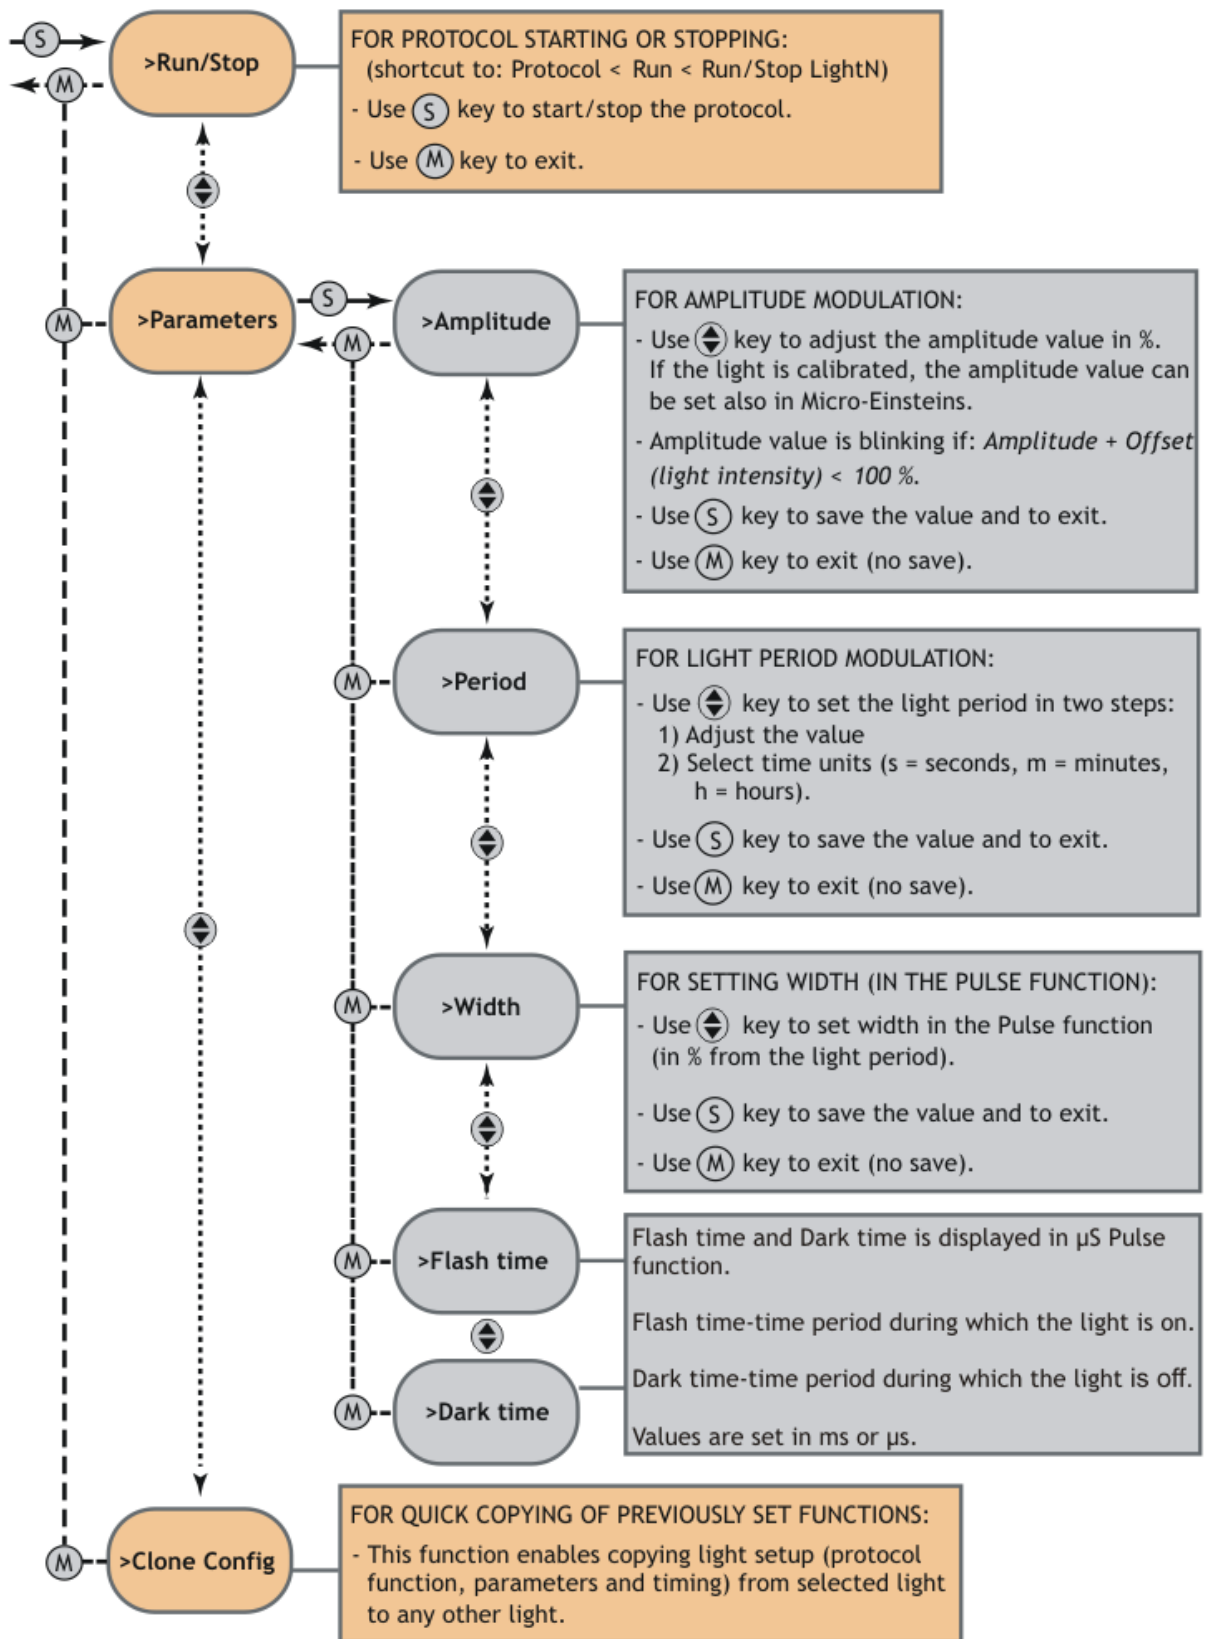 S
M
>Run/Stop
FOR PROTOCOL STARTING OR STOPPING:
(shortcut to: Protocol < Run < Run/Stop LightN)
- Use S key to start/stop the protocol.
- Use M key to exit.
M
>Parameters
S
M
>Amplitude
FOR AMPLITUDE MODULATION:
- Use key to adjust the amplitude value in %.
If the light is calibrated, the amplitude value can
be set also in Micro-Einsteins.
- Amplitude value is blinking if: Amplitude + Offset
(light intensity) < 100 %.
- Use S key to save the value and to exit.
- Use M key to exit (no save).
M
>Period
FOR LIGHT PERIOD MODULATION:
- Use key to set the light period in two steps:
1) Adjust the value
2) Select time units (s = seconds, m = minutes,
h = hours).
- Use S key to save the value and to exit.
- Use M key to exit (no save).
M
>Width
FOR SETTING WIDTH (IN THE PULSE FUNCTION):
- Use key to set width in the Pulse function
(in % from the light period).
- Use S key to save the value and to exit.
- Use M key to exit (no save).
M
>Flash time
Flash time and Dark time is displayed in µS Pulse
function.
Flash time-time period during which the light is on.
Dark time-time period during which the light is off.
Values are set in ms or µs.
M
>Dark time
M
>Clone Config
FOR QUICK COPYING OF PREVIOUSLY SET FUNCTIONS:
- This function enables copying light setup (protocol
function, parameters and timing) from selected light
to any other light.